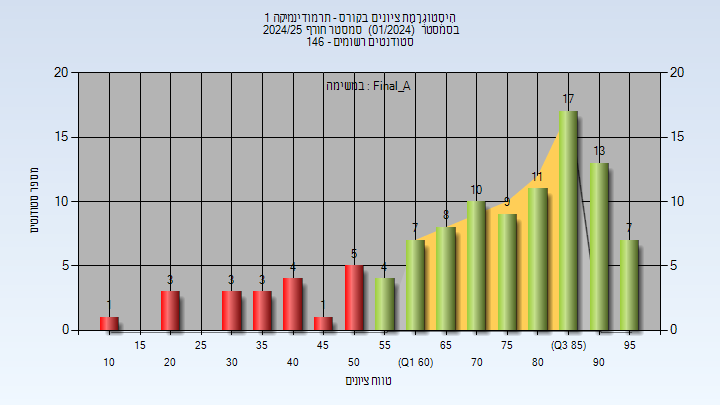 היסטוגרמת ציונים בקורס - תרמודינמיקה 1
בסמסטר (01/2024) סמסטר חורף 2024/25
סטודנטים רשומים - 146
במשימה : Final_A
מספר סטודנטים
20 15 10 5 0
20 15 10 5 0
1 3 3 3 4 1 5 4 7 8 10 9 11 17 13 7
15 25 35 45 55 65 75 (Q3 85) 95
10 20 30 40 50 (Q1 60) 70 80 90
טווח ציונים